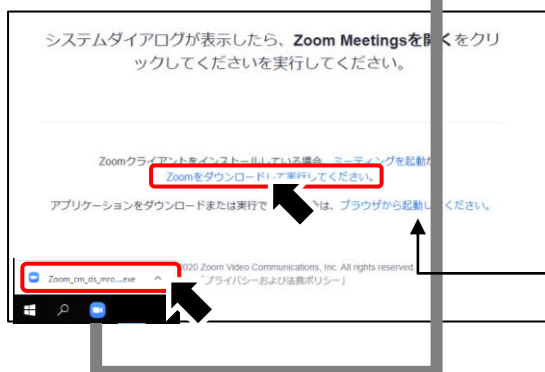 システムダイアログが表示したら、Zoom Meetingsを開くをクリ
ックしてくださいを実行してください。
Zoomクライアントをインストールしている場合、ミーティングを起動か
Zoomをダウンロードして実行してください。
アプリケーションをダウンロードまたは実行で は、ブラウザから起動し ください。
2020 Zoom Video Communications, Inc. All rights reserved
「プライバシーおよび法務ポリシー」
Zoom_cm_ds_mro....exe